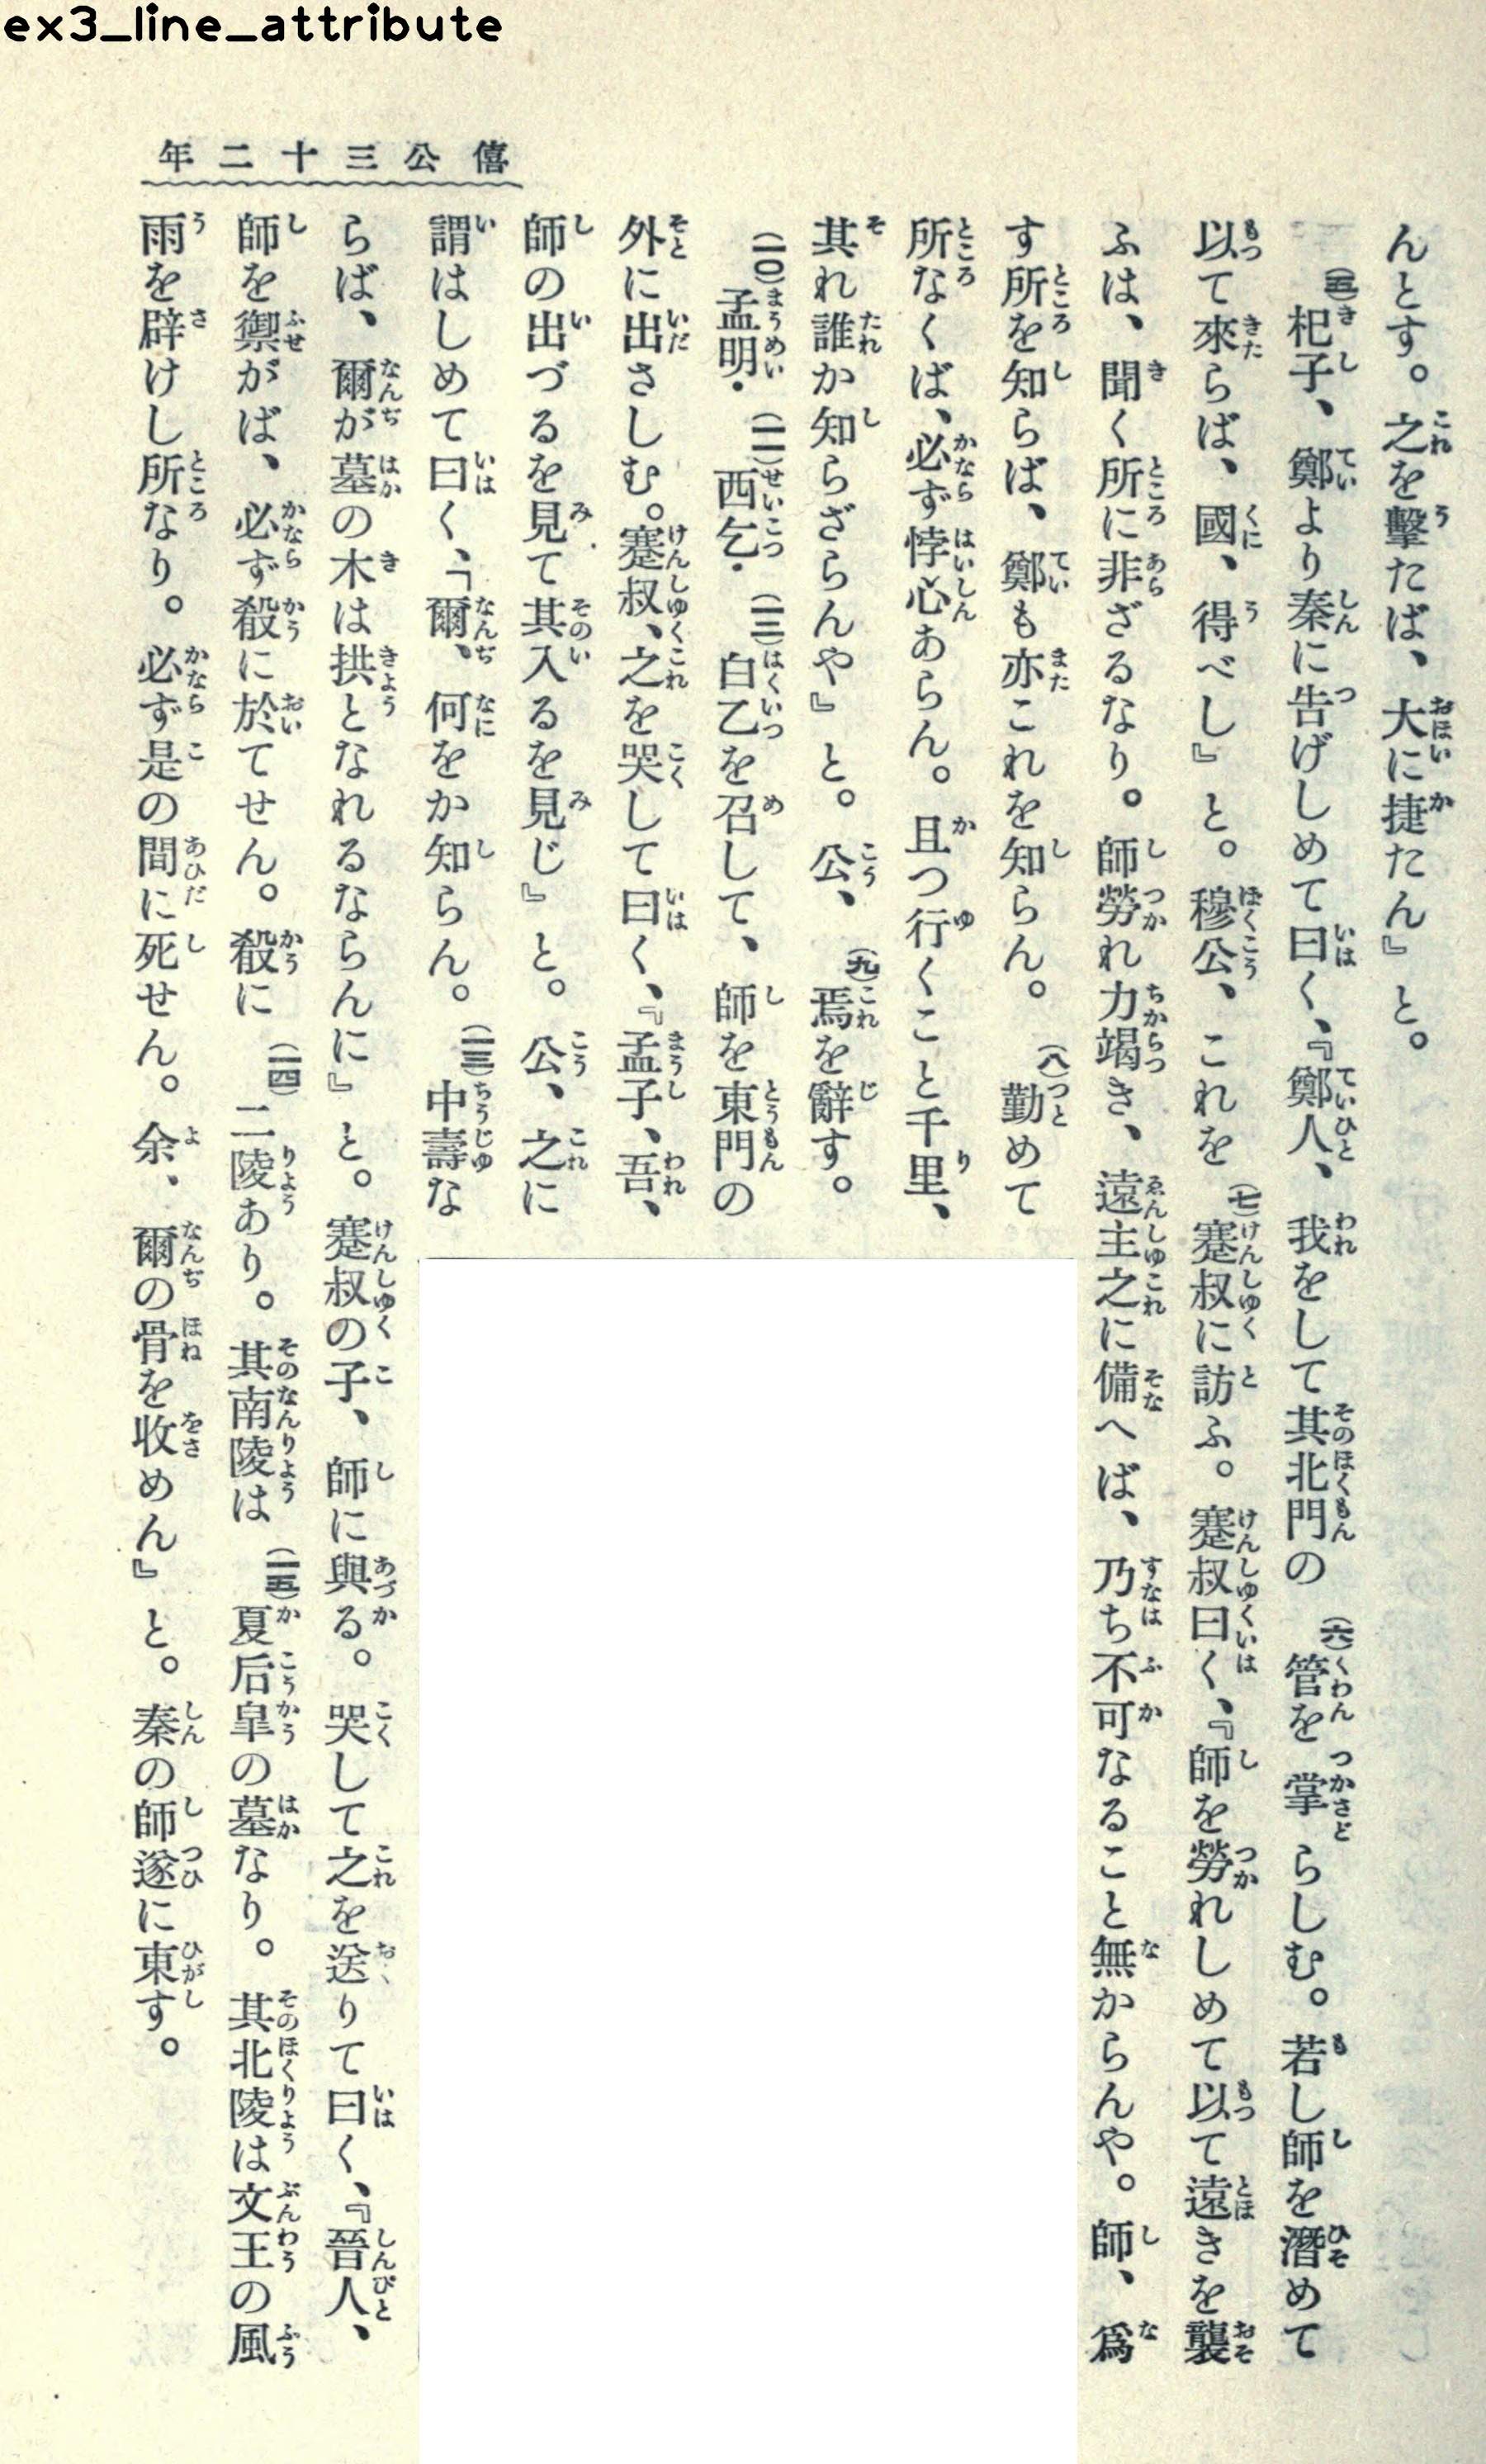 ex3_line_attribute
僖公三十二年
んとす。之を擊たば、大に捷たん』と。
(五)杞子、鄭より秦に告げしめて曰く、『鄭人、我をして其北門の(六)管を掌らしむ。若し師を潛めて
以て來らば、國、得べし』と。穆公、これを(七)蹇叔に訪ふ。蹇叔曰く、『師を勞れしめて以て遠きを襲
ふは、聞く所に非ざるなり。師勞れ力竭き、遠主之に備へば、乃ち不可なること無からんや。師、爲
す所を知らば、鄭も亦これを知らん。(八)勤めて
所なくば、必ず悖心あらん。且つ行くこと千里、
其れ誰か知らざらんや』と。公、(九)焉を辭す。
(一〇)孟明・(一一)西乞・(一二)白乙を召して、師を東門の
外に出さしむ。蹇叔、之を哭して曰く、『孟子、吾、
師の出づるを見て其入るを見じ』と。公、之に
謂はしめて曰く、「爾、何をか知らん。(一三)中壽な
らば、爾が墓の木は拱となれるならんに』と。蹇叔の子、師に與る。哭して之を送りて曰く、『晉人、
師を禦がば、必ず殽に於てせん。殽に(一四)二陵あり。其南陵は(一五)夏后皐の墓なり。其北陵は文王の風
雨を辟けし所なり。必ず是の間に死せん。余、爾の骨を收めん』と。秦の師遂に東す。